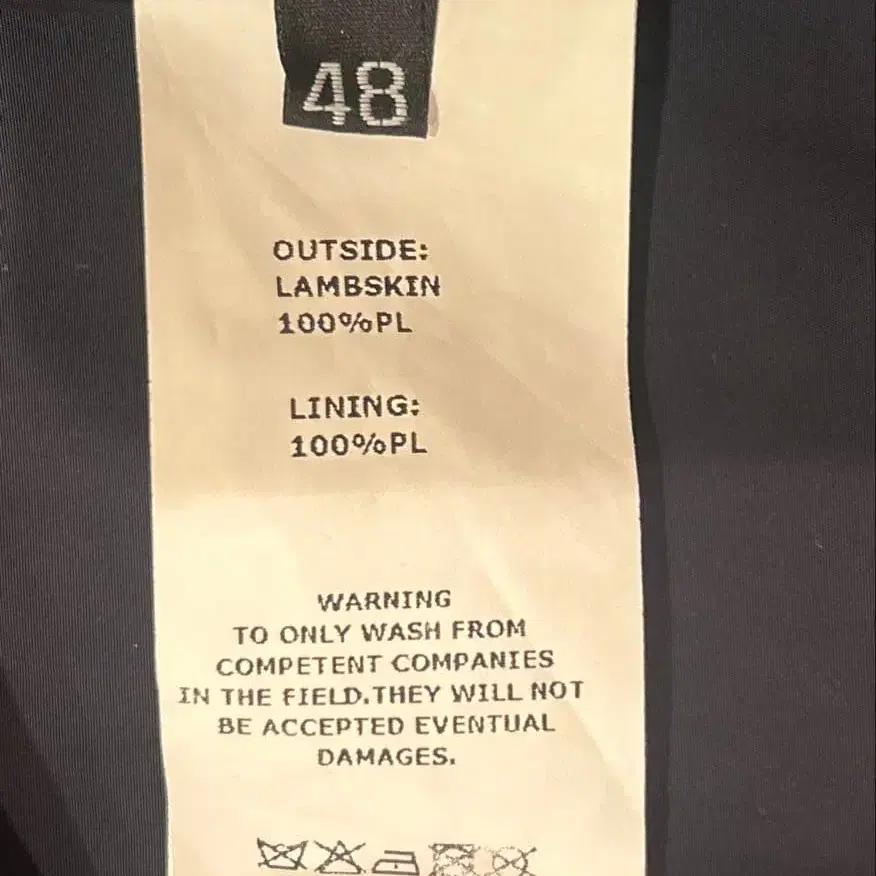 48
OUTSIDE:
LAMBSKIN
100%PL
LINING:
100%PL
WARNING
TO ONLY WASH FROM
COMPETENT COMPANIES
IN THE FIELD.THEY WILL NOT
BE ACCEPTED EVENTUAL
DAMAGES.